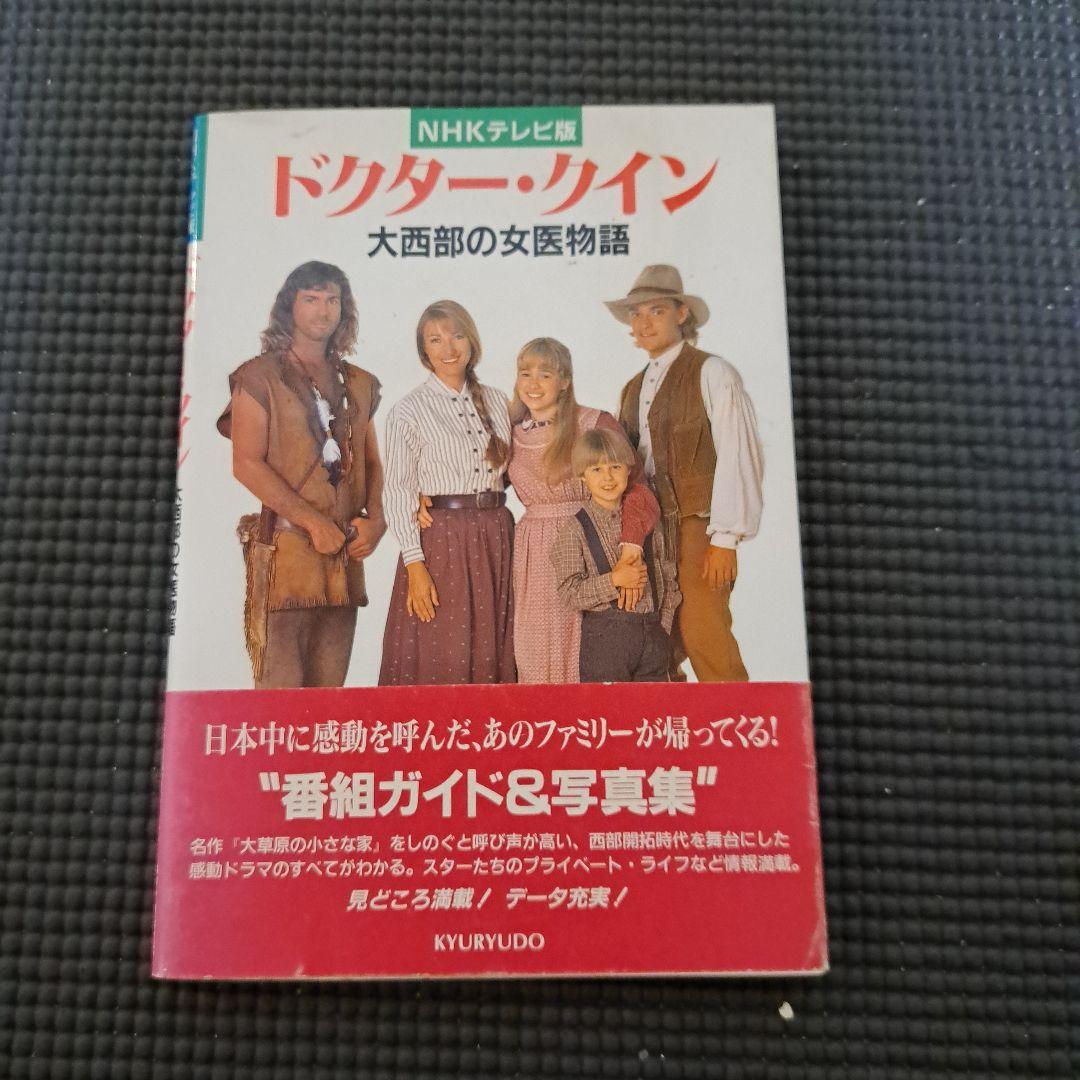 NHKテレビ版
ドクター・クイン
大西部の女医物語
日本中に感動を呼んだ、あのファミリーが帰ってくる!
"番組ガイド&写真集"
名作『大草原の小さな家』をしのぐと呼び声が高い、西部開拓時代を舞台にした
感動ドラマのすべてがわかる。スターたちのプライベート・ライフなど情報満載。
見どころ満載! データ充実!
KYURYUDO